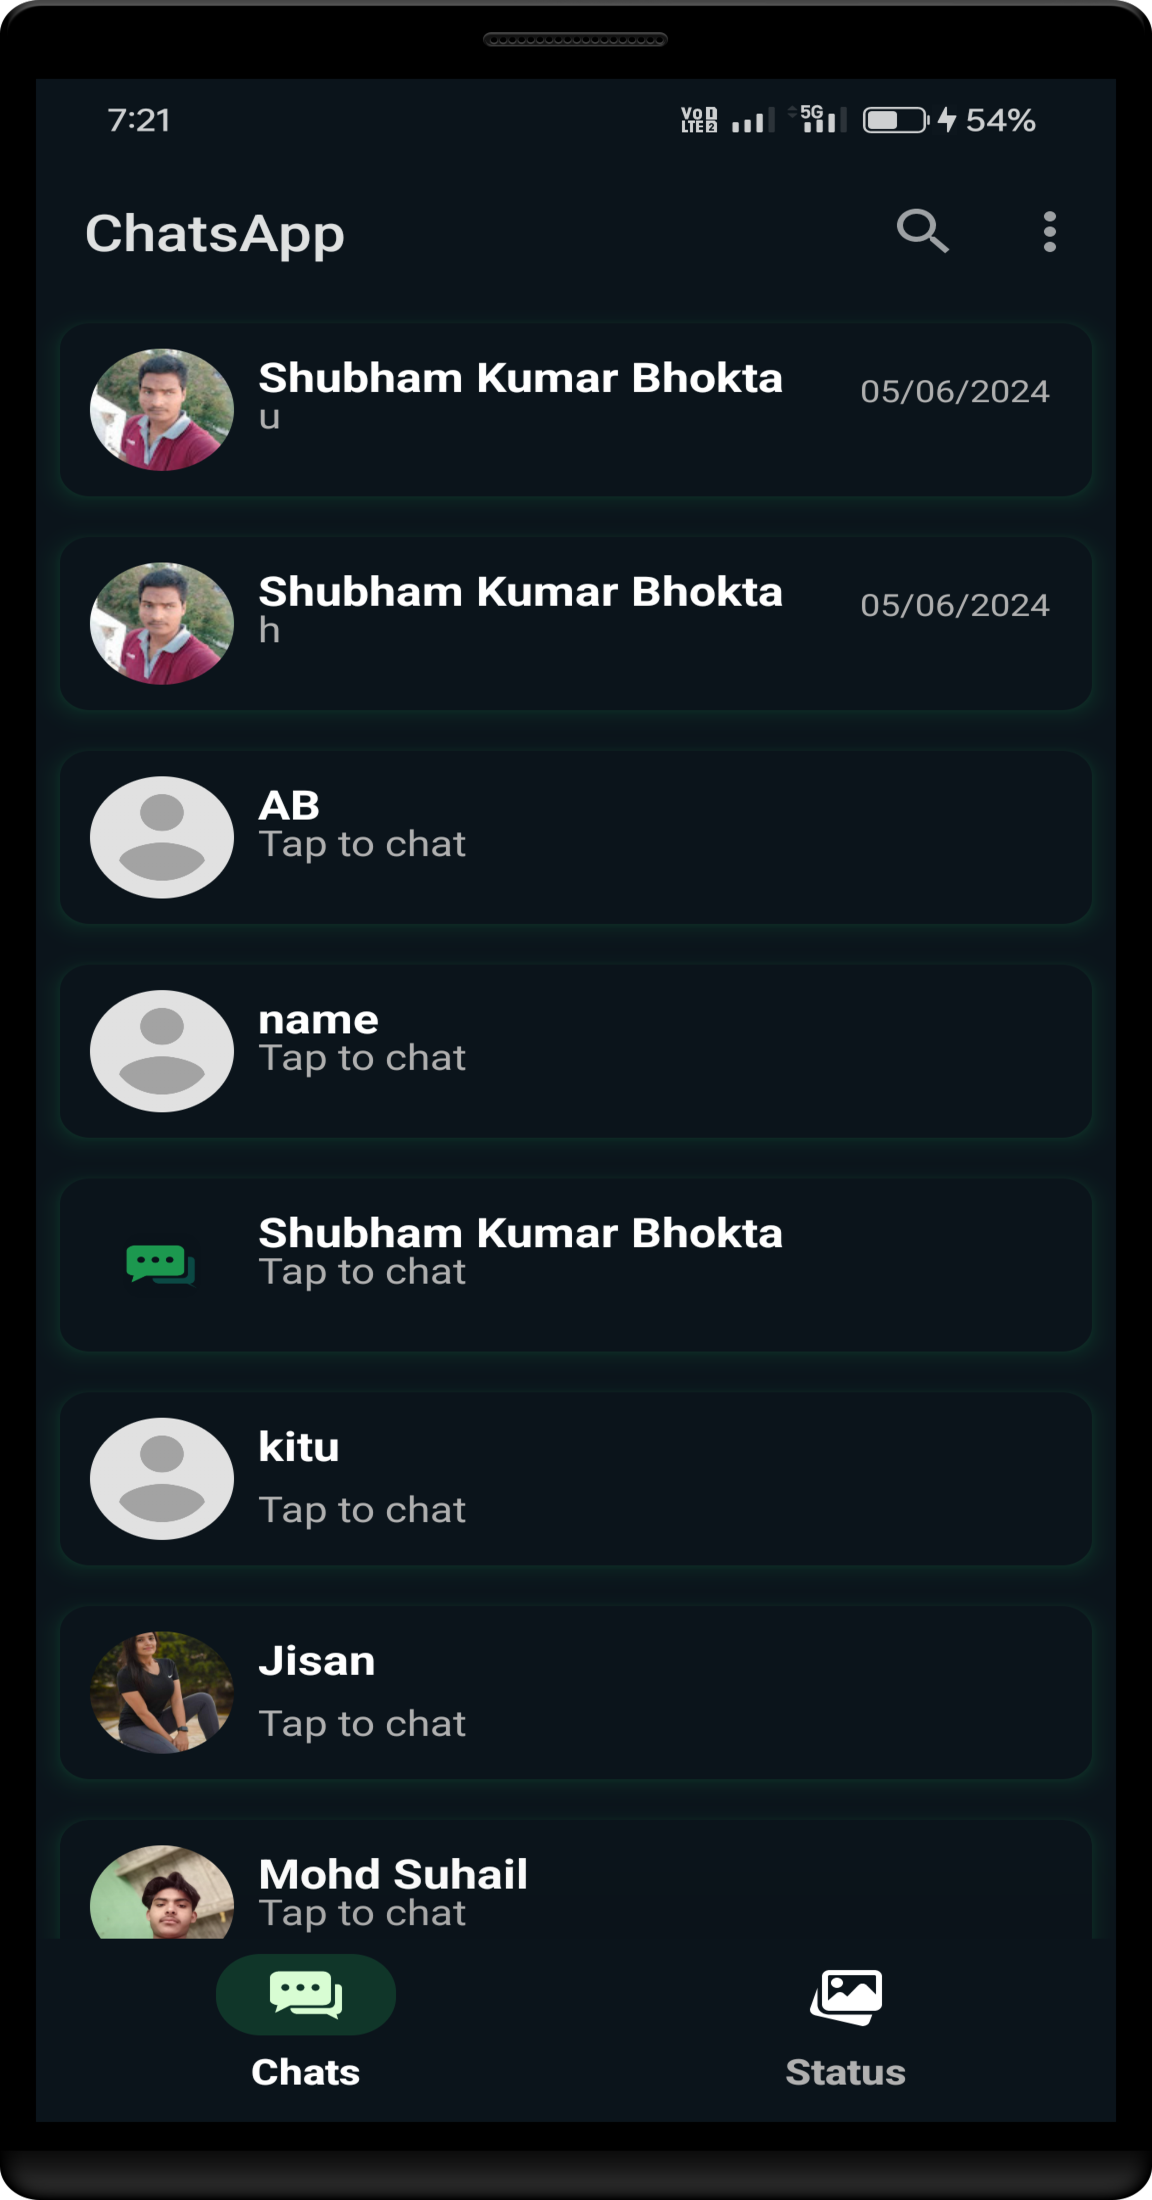 7:21
VoD LTE 2 5G 54%
ChatsApp
Shubham Kumar Bhokta
05/06/2024
u
Shubham Kumar Bhokta
05/06/2024
h
AB
Tap to chat
name
Tap to chat
Shubham Kumar Bhokta
Tap to chat
kitu
Tap to chat
Jisan
Tap to chat
Mohd Suhail
Tap to chat
Chats
Status